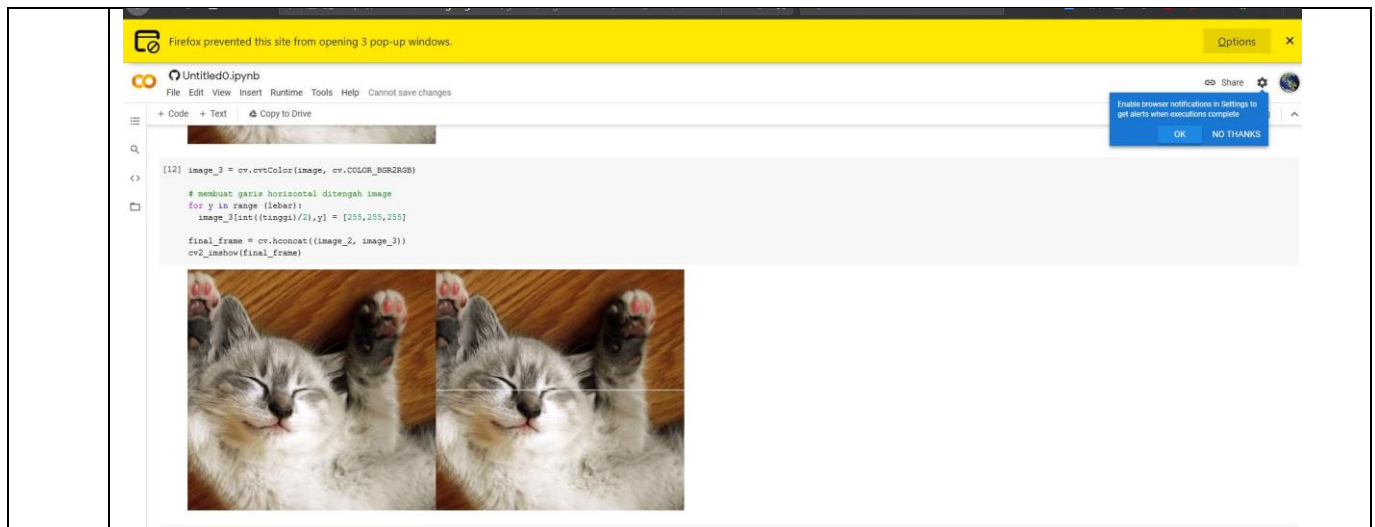 Firefox prevented this site from opening 3 pop-up windows.
Options
Untitled0.ipynb
Share
File Edit View Insert Runtime Tools Help Cannot save changes
+ Code + Text Copy to Drive
Enable browser notifications in Settings to
get alerts when executions complete
OK NO THANKS
[12] image_3 = cv.cvtColor(image, cv.COLOR_BGR2RGB)
# membuat garis horizontal ditengah image
for y in range (lebar):
image_3[int((tinggi)/2),y] = [255,255,255]
final_frame = cv.hconcat((image_2, image_3))
cv2_imshow(final_frame)